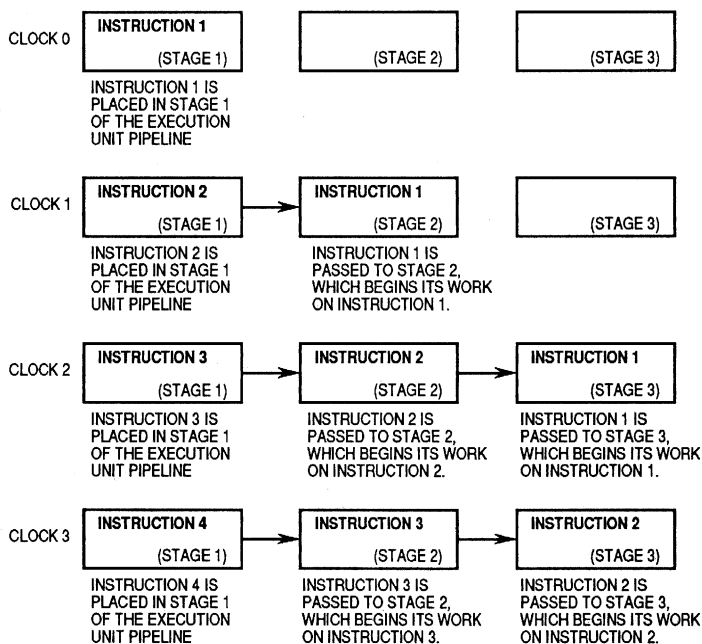 CLOCK 0
INSTRUCTION 1
(STAGE 1)
(STAGE 2)
(STAGE 3)
INSTRUCTION 1 IS
PLACED IN STAGE 1
OF THE EXECUTION
UNIT PIPELINE
CLOCK 1
INSTRUCTION 2
(STAGE 1)
INSTRUCTION 1
(STAGE 2)
(STAGE 3)
INSTRUCTION 2 IS
PLACED IN STAGE 1
OF THE EXECUTION
UNIT PIPELINE
INSTRUCTION 1 IS
PASSED TO STAGE 2,
WHICH BEGINS ITS WORK
ON INSTRUCTION 1.
CLOCK 2
INSTRUCTION 3
(STAGE 1)
INSTRUCTION 2
(STAGE 2)
INSTRUCTION 1
(STAGE 3)
INSTRUCTION 3 IS
PLACED IN STAGE 1
OF THE EXECUTION
UNIT PIPELINE
INSTRUCTION 2 IS
PASSED TO STAGE 2,
WHICH BEGINS ITS WORK
ON INSTRUCTION 2.
INSTRUCTION 1 IS
PASSED TO STAGE 3,
WHICH BEGINS ITS WORK
ON INSTRUCTION 1.
CLOCK 3
INSTRUCTION 4
(STAGE 1)
INSTRUCTION 3
(STAGE 2)
INSTRUCTION 2
(STAGE 3)
INSTRUCTION 4 IS
PLACED IN STAGE 1
OF THE EXECUTION
UNIT PIPELINE
INSTRUCTION 3 IS
PASSED TO STAGE 2,
WHICH BEGINS ITS WORK
ON INSTRUCTION 3.
INSTRUCTION 2 IS
PASSED TO STAGE 3,
WHICH BEGINS ITS WORK
ON INSTRUCTION 2.